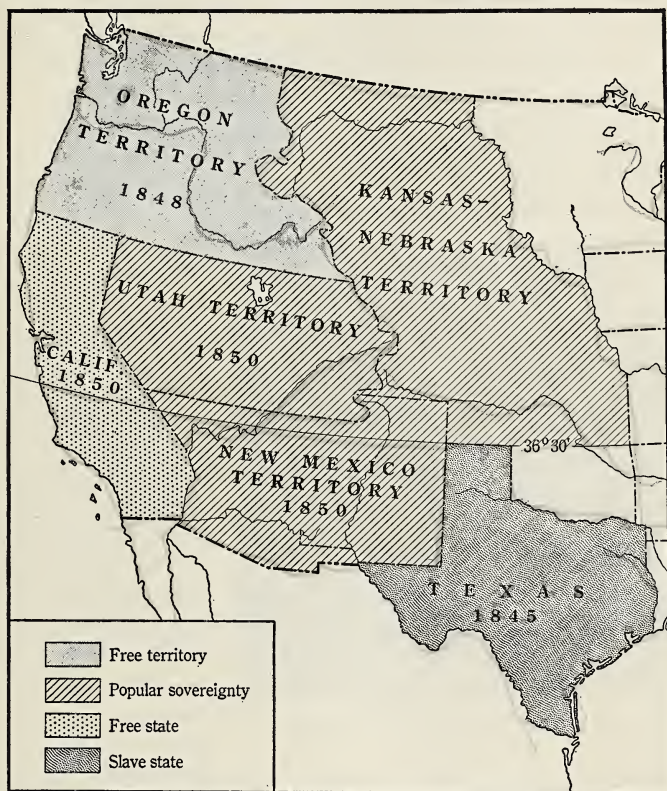 OREGON
TERRITORY
1848
KANSAS-
NEBRASKA
TERRITORY
UTAH TERRITORY
1850
CALIF.
1850
36°30'
NEW MEXICO
TERRITORY
1850
TEXAS
1845
Free territory
Popular sovereignty
Free state
Slave state